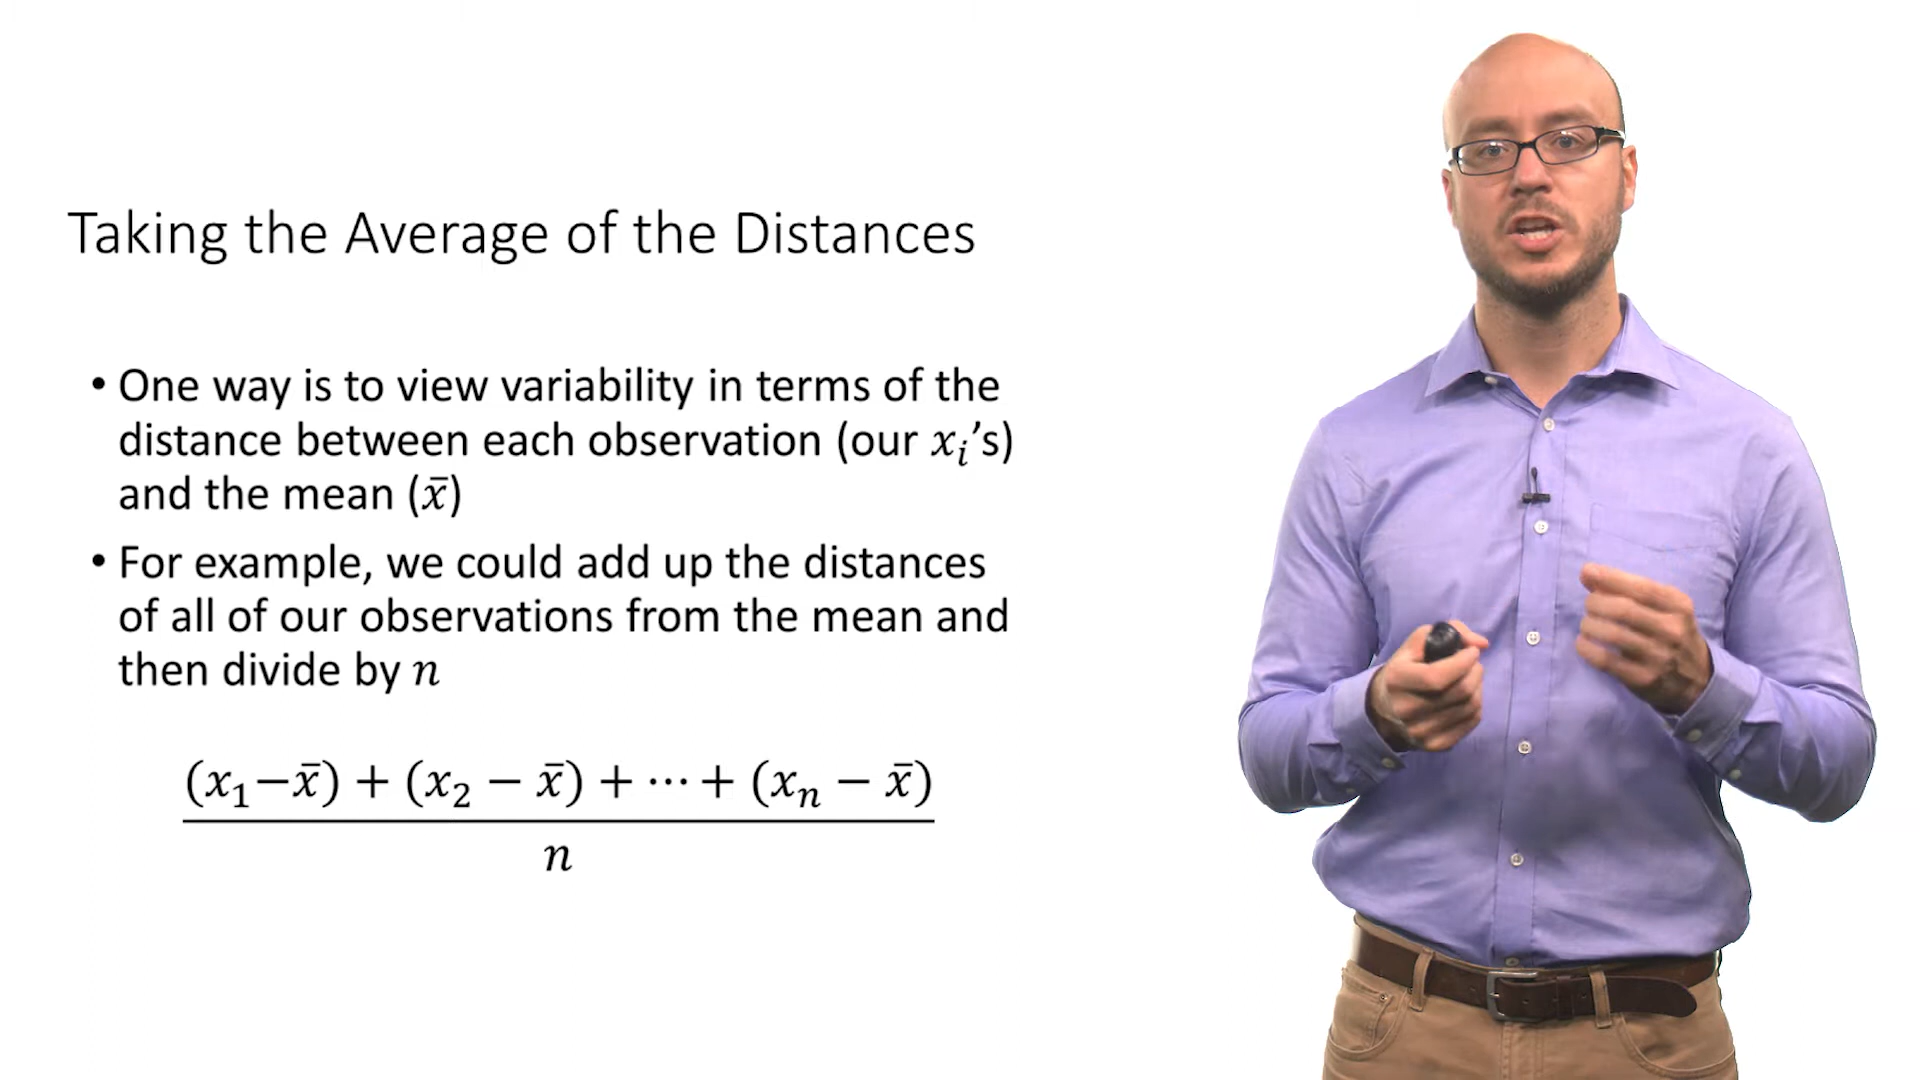 Taking the Average of the Distances
• One way is to view variability in terms of the
distance between each observation (our xᵢ's)
and the mean (x̄)
• For example, we could add up the distances
of all of our observations from the mean and
then divide by n
(x₁−x̄) + (x₂ − x̄) + ⋯ + (xₙ − x̄)
n